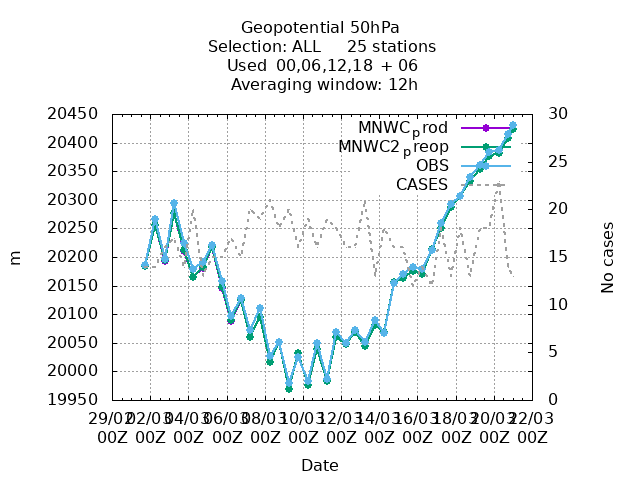 Geopotential 50hPa
Selection: ALL 25 stations
Used 00,06,12,18 + 06
Averaging window: 12h
MNWC_prod
MNWC2_preop
OBS
CASES
20450
20400
20350
20300
20250
20200
20150
20100
20050
20000
19950
m
30
25
20
15
10
5
0
No cases
29/02 02/03 04/03 06/03 08/03 10/03 12/03 14/03 16/03 18/03 20/03 22/03
00Z 00Z 00Z 00Z 00Z 00Z 00Z 00Z 00Z 00Z 00Z 00Z
Date